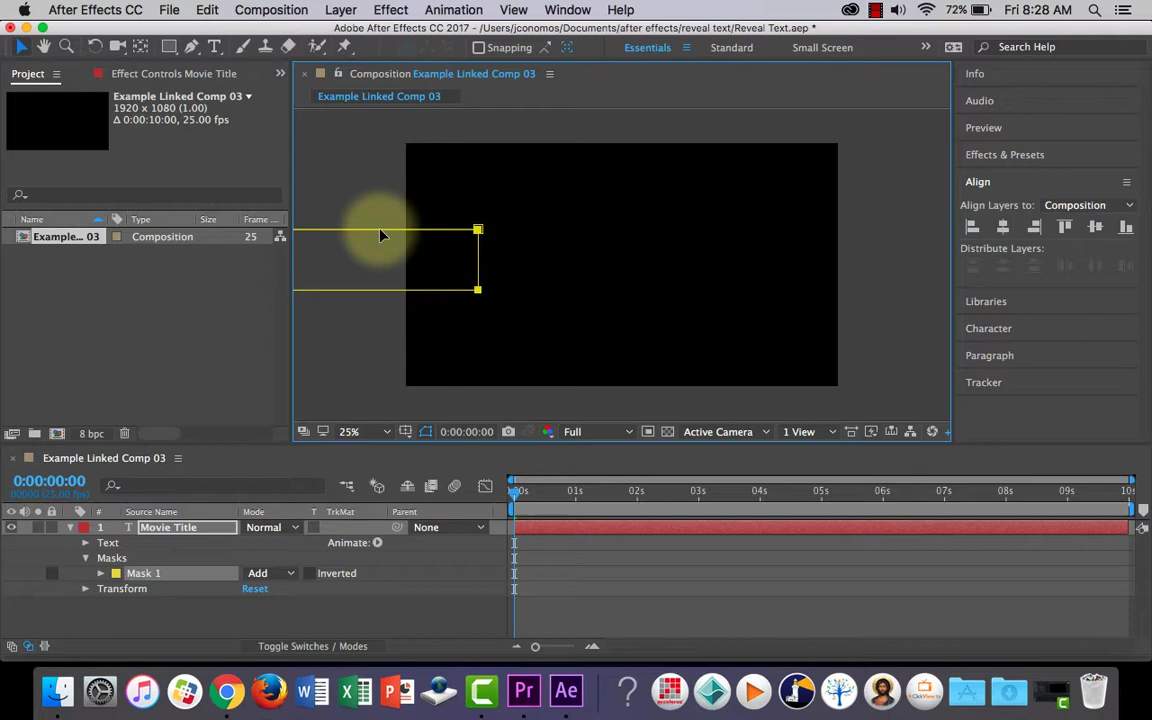 After Effects CC File Edit Composition Layer Effect Animation View Window Help 72% Fri 8:28 AM
Adobe After Effects CC 2017 - /Users/jconomos/Documents/after effects/reveal text/Reveal Text.aep *
Snapping Essentials Standard Small Screen Search Help
Project Effect Controls Movie Title Composition Example Linked Comp 03 Info
Example Linked Comp 03
1920 x 1080 (1.00)
Δ 0:00:10:00, 25.00 fps
Example Linked Comp 03
Audio
Preview
Effects & Presets
Align
Align Layers to: Composition
Name Type Size Frame...
Example... 03 Composition 25
Libraries
Character
Paragraph
Tracker
8 bpc 25% 0:00:00:00 Full Active Camera 1 View
Example Linked Comp 03
0:00:00:00
00000 (25.00 fps)
01s 02s 03s 04s 05s 06s 07s 08s 09s 10s
# Source Name Mode T TrkMat Parent
1 T Movie Title Normal None
Text Animate:
Masks
Mask 1 Add Inverted
Transform Reset
Toggle Switches / Modes
W X P Pr Ae ?